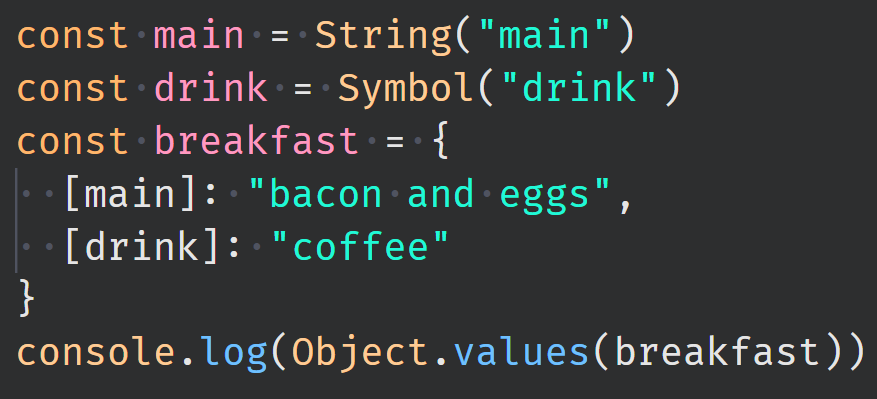 const main = String("main")
const drink = Symbol("drink")
const breakfast = {
  [main]: "bacon and eggs",
  [drink]: "coffee"
}
console.log(Object.values(breakfast))